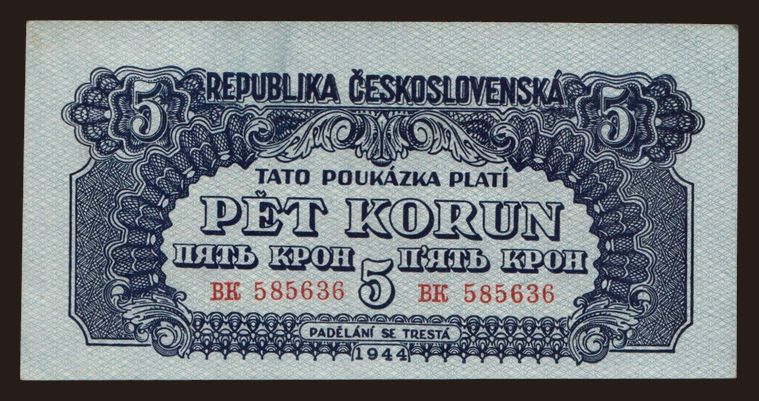 5 REPUBLIKA ČESKOSLOVENSKÁ 5
TATO POUKÁZKA PLATÍ
PĚT KORUN
ПЯТЬ КРОН П'ЯТЬ КРОН
5
ВК 585636 ВК 585636
PADĚLÁNÍ SE TRESTÁ
1944